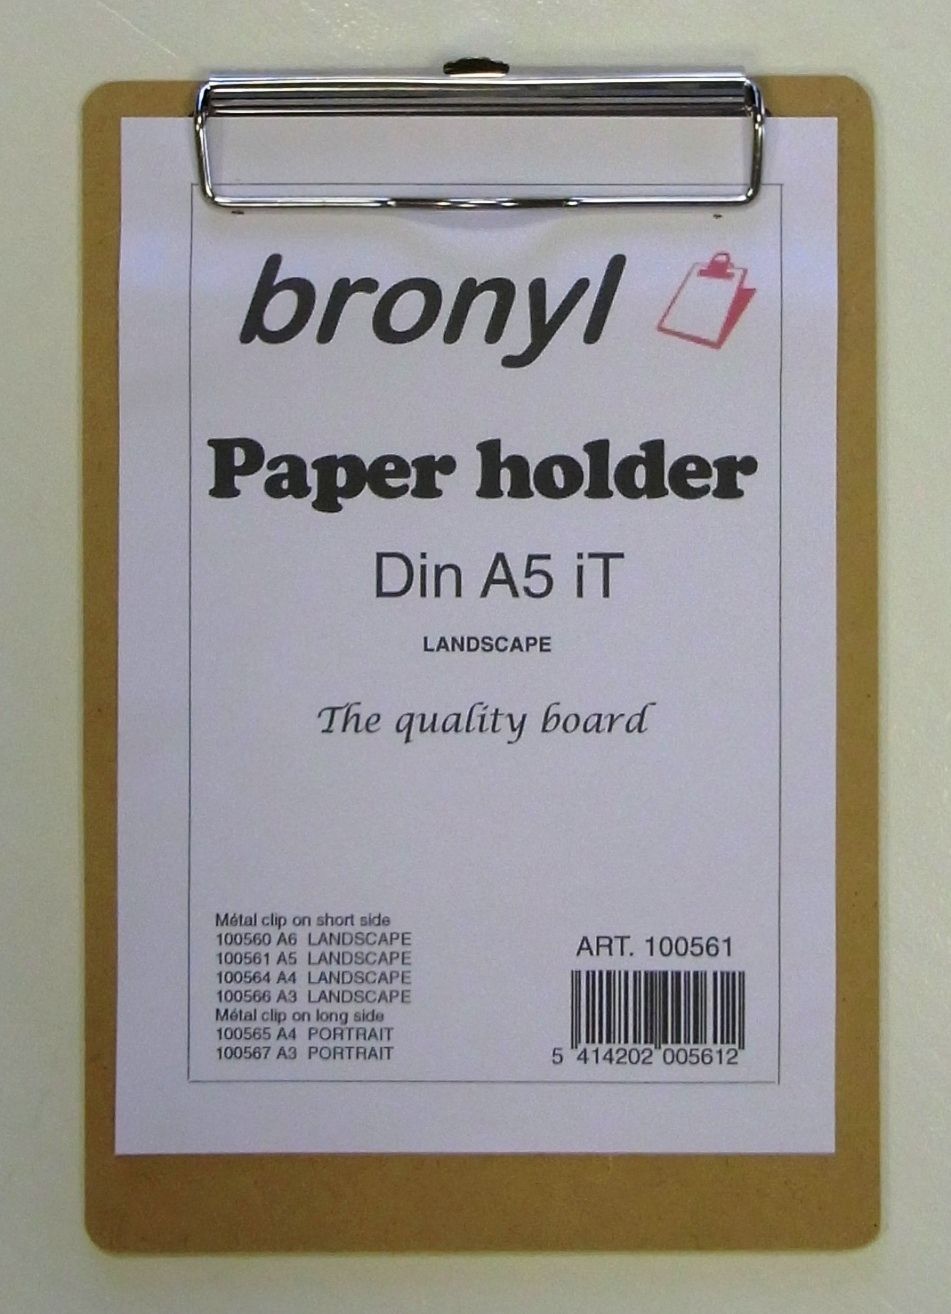 bronyl
Paper holder
Din A5 iT
LANDSCAPE
The quality board
Métal clip on short side
100560 A6 LANDSCAPE
100561 A5 LANDSCAPE
100564 A4 LANDSCAPE
100566 A3 LANDSCAPE
Métal clip on long side
100565 A4 PORTRAIT
100567 A3 PORTRAIT
ART. 100561
5 414202 005612